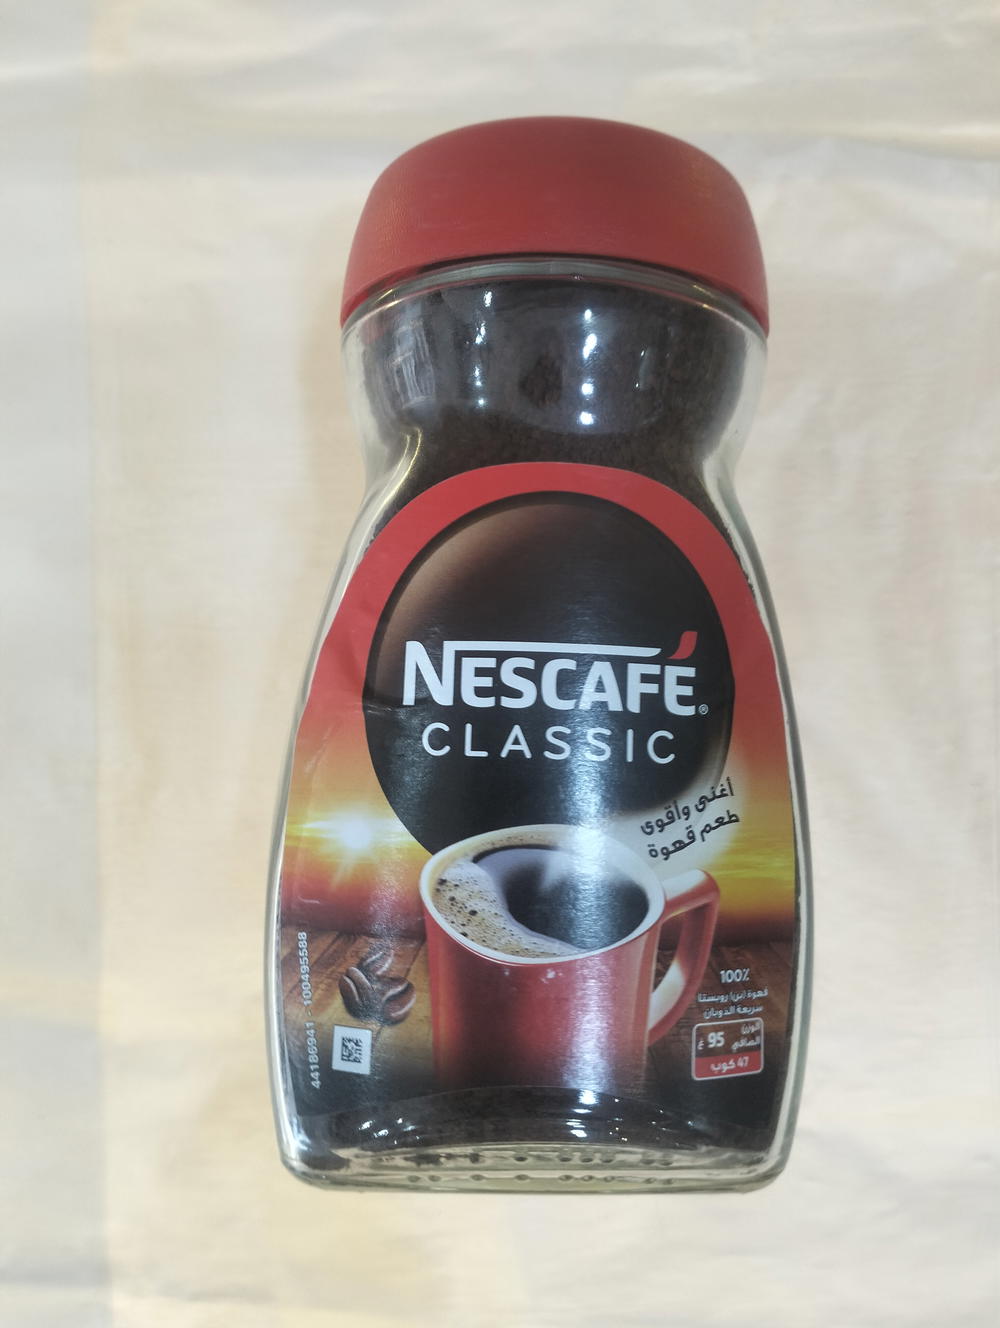 NESCAFÉ®
CLASSIC
أغنى وأقوى
طعم قهوة
100٪
قهوة (بن) روبستا
سريعة الذوبان
الوزن
الصافي 95 غ
47 كوب
44186941 - 100495588